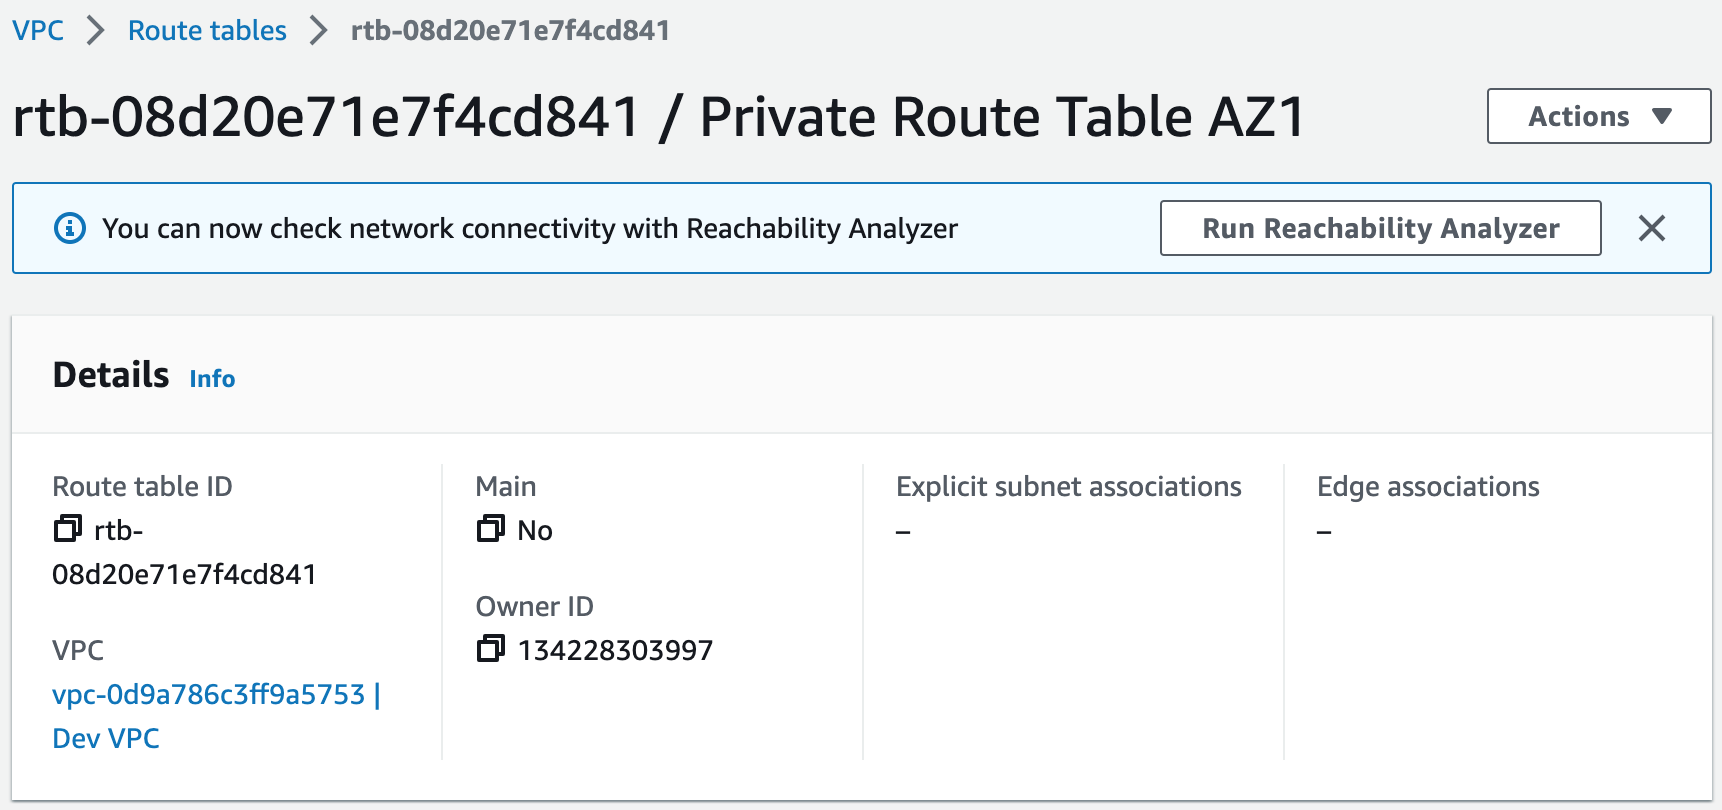 VPC > Route tables > rtb-08d20e71e7f4cd841
rtb-08d20e71e7f4cd841 / Private Route Table AZ1
Actions
You can now check network connectivity with Reachability Analyzer
Run Reachability Analyzer
Details Info
Route table ID
rtb-
08d20e71e7f4cd841
VPC
vpc-0d9a786c3ff9a5753 |
Dev VPC
Main
No
Owner ID
134228303997
Explicit subnet associations
–
Edge associations
–